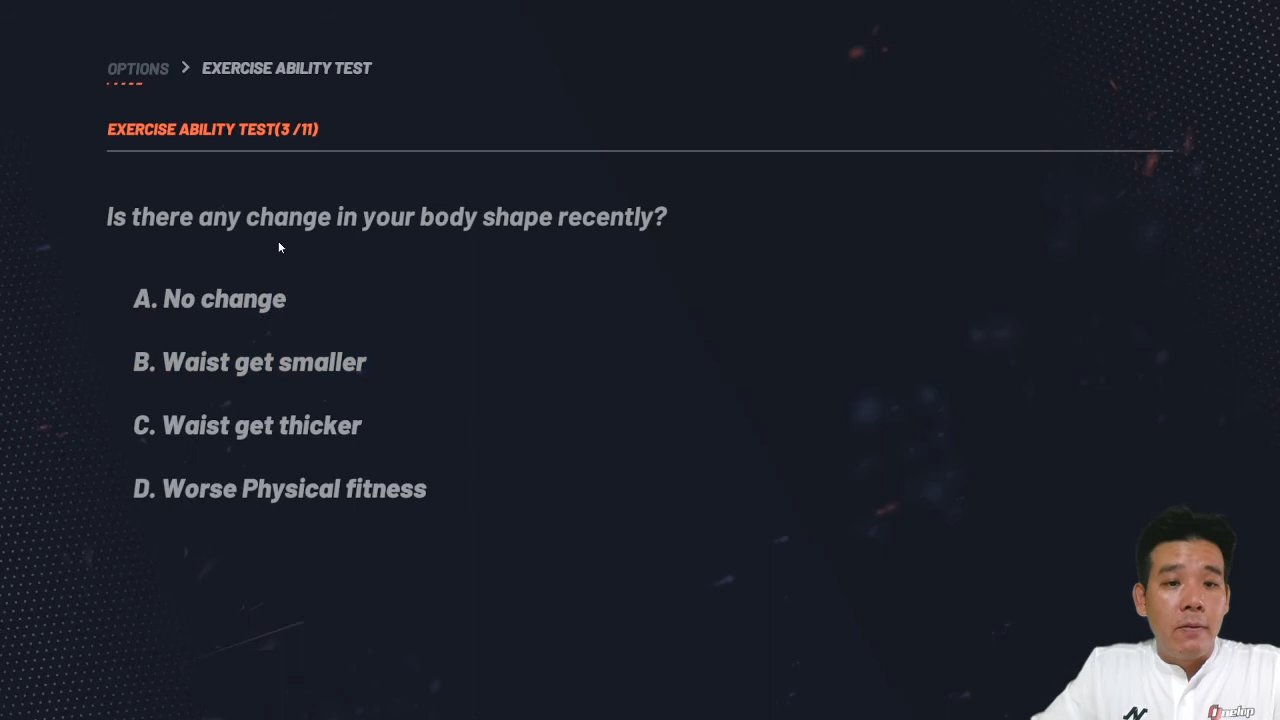 OPTIONS > EXERCISE ABILITY TEST
EXERCISE ABILITY TEST(3 /11)
Is there any change in your body shape recently?
A. No change
B. Waist get smaller
C. Waist get thicker
D. Worse Physical fitness